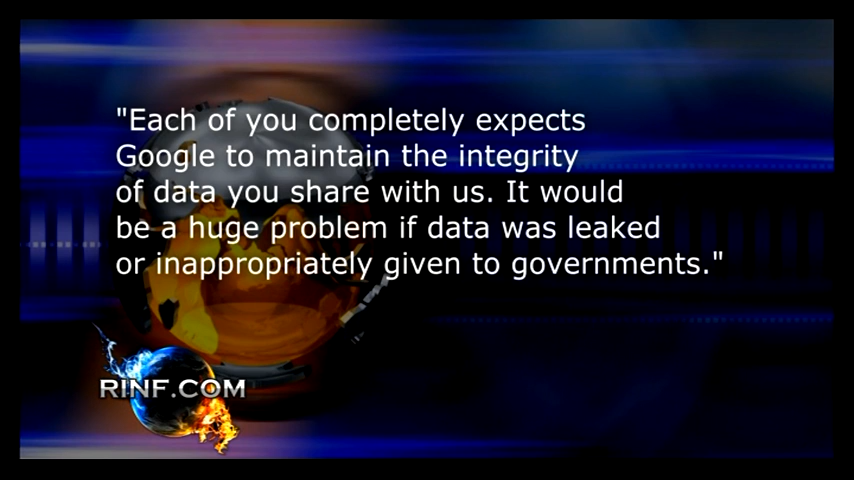 "Each of you completely expects
Google to maintain the integrity
of data you share with us. It would
be a huge problem if data was leaked
or inappropriately given to governments."
RINF.COM